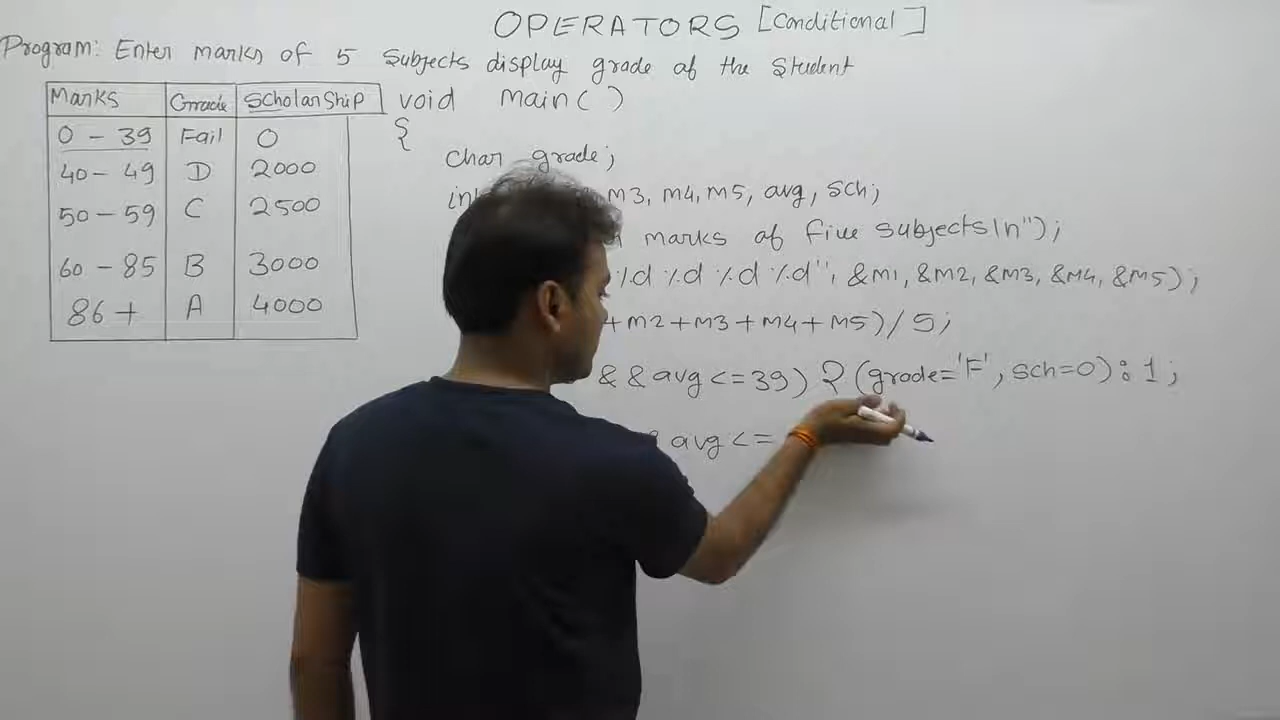 OPERATORS [Conditional]
Program: Enter marks of 5 Subjects display grade of the Student
Marks Grade Scholarship
0 - 39 Fail 0
40 - 49 D 2000
50 - 59 C 2500
60 - 85 B 3000
86 + A 4000
void main( )
{
char grade;
int m3, m4, m5, avg, sch;
marks of five subjects\n");
%d %d %d %d", &m1, &m2, &m3, &m4, &m5);
+ m2 + m3 + m4 + m5) / 5;
&& avg <= 39) ? (grade='F', sch=0) : 1;
avg <=